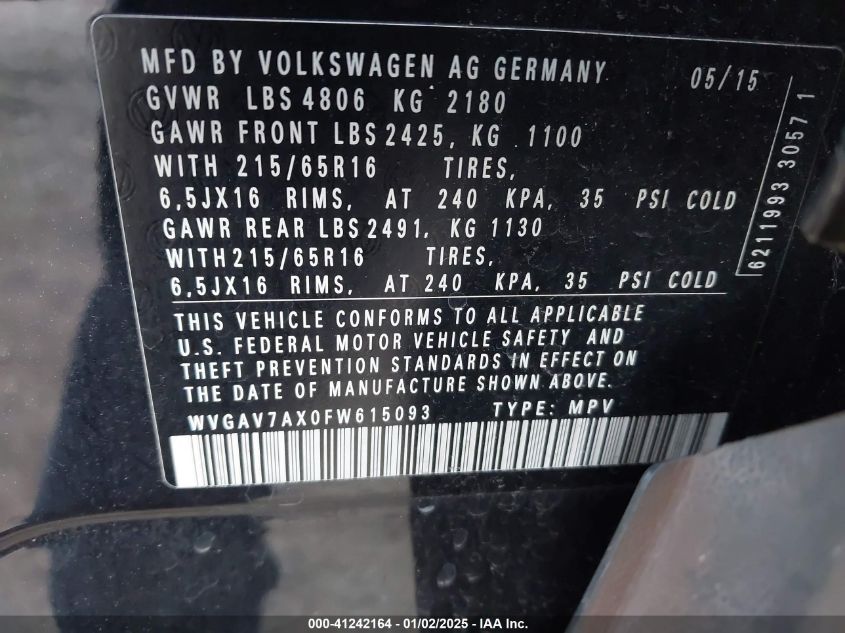 MFD BY VOLKSWAGEN AG GERMANY 05/15
GVWR LBS 4806 KG 2180
GAWR FRONT LBS 2425, KG 1100
WITH 215/65R16 TIRES,
6,5JX16 RIMS, AT 240 KPA, 35 PSI COLD
GAWR REAR LBS 2491, KG 1130
WITH 215/65R16 TIRES,
6,5JX16 RIMS, AT 240 KPA, 35 PSI COLD
6211993 3057 1
THIS VEHICLE CONFORMS TO ALL APPLICABLE
U.S. FEDERAL MOTOR VEHICLE SAFETY AND
THEFT PREVENTION STANDARDS IN EFFECT ON
THE DATE OF MANUFACTURE SHOWN ABOVE.
WVGAV7AX0FW615093 TYPE: MPV
000-41242164 - 01/02/2025 - IAA Inc.